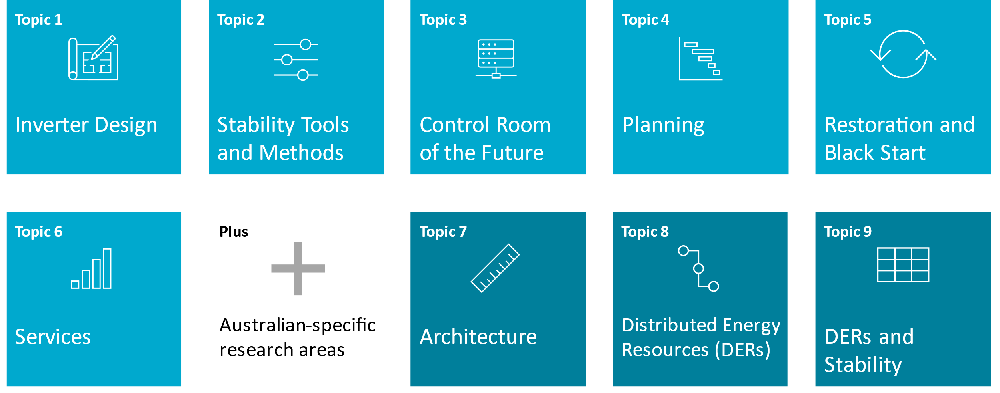 Topic 1
Inverter Design
Topic 2
Stability Tools
and Methods
Topic 3
Control Room
of the Future
Topic 4
Planning
Topic 5
Restoration and
Black Start
Topic 6
Services
Plus
Australian-specific
research areas
Topic 7
Architecture
Topic 8
Distributed Energy
Resources (DERs)
Topic 9
DERs and
Stability